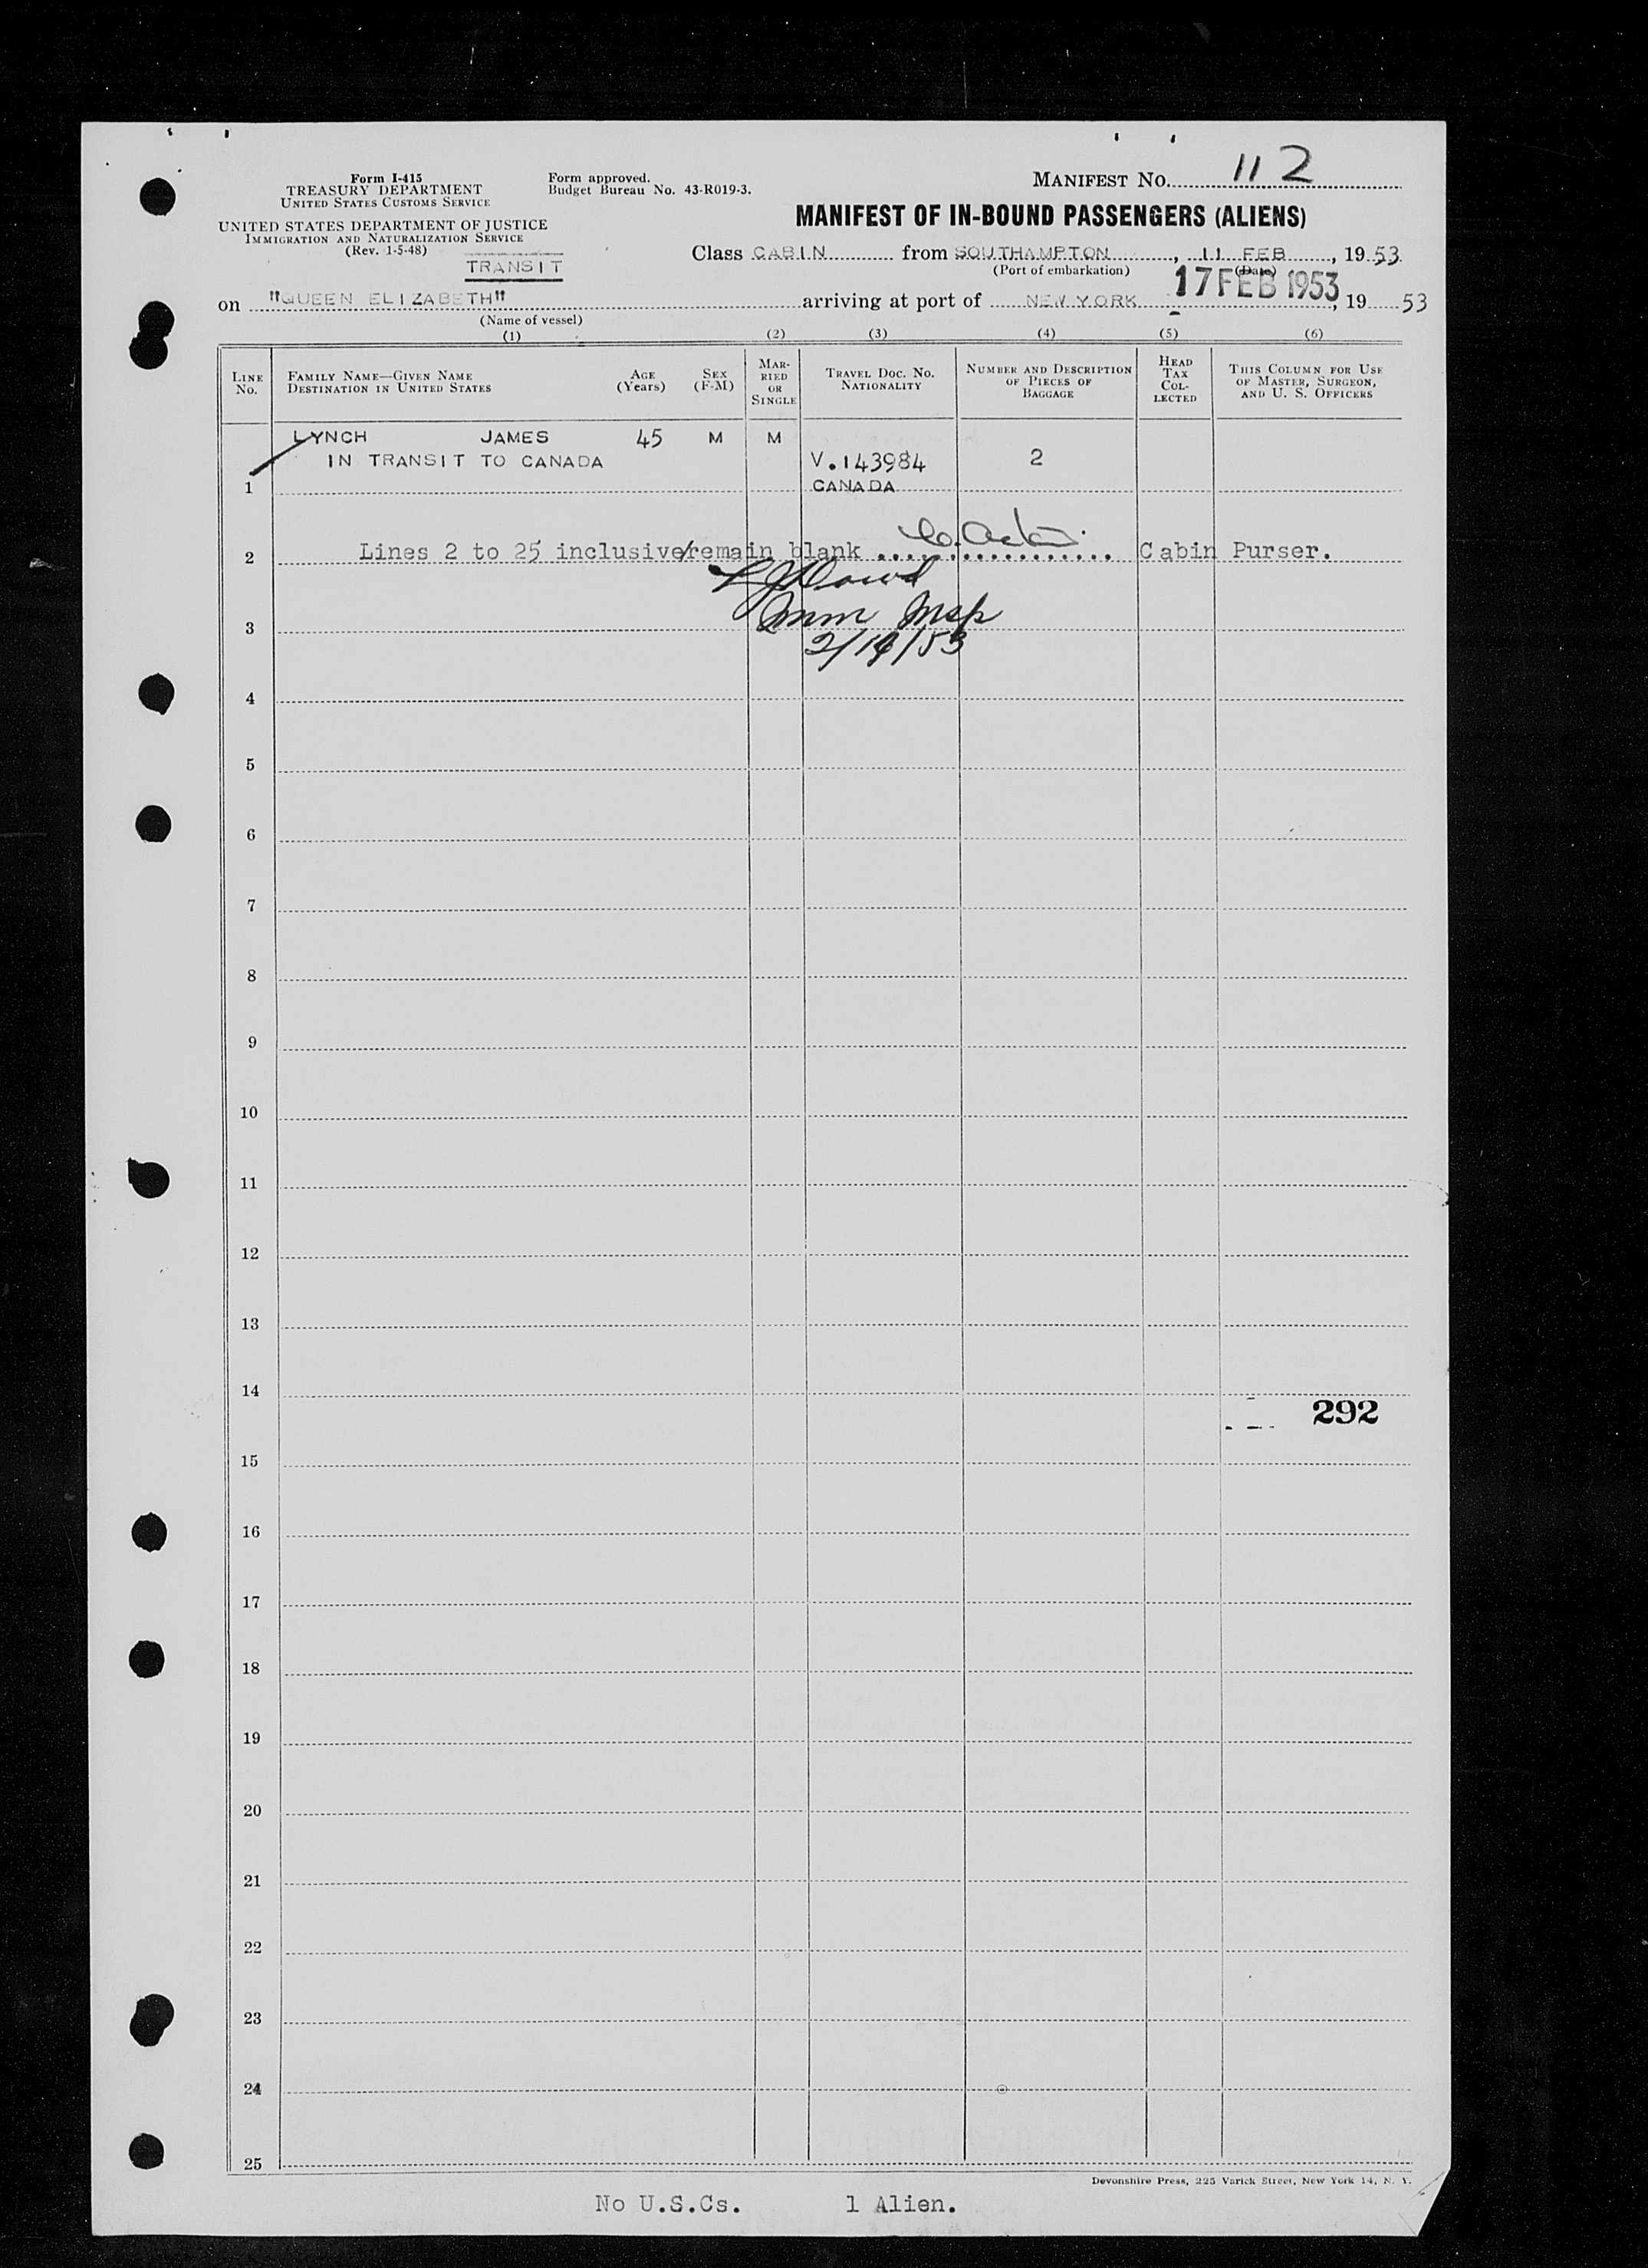 Form I-415
TREASURY DEPARTMENT
UNITED STATES CUSTOMS SERVICE
UNITED STATES DEPARTMENT OF JUSTICE
IMMIGRATION AND NATURALIZATION SERVICE
(Rev. 1-5-48)
TRANSIT
Form approved.
Budget Bureau No. 43-R019-3.
MANIFEST NO. 112
MANIFEST OF IN-BOUND PASSENGERS (ALIENS)
Class CABIN from SOUTHAMPTON, 11 FEB, 19 53
(Port of embarkation) (Date)
on "QUEEN ELIZABETH" arriving at port of NEW YORK 17 FEB 1953, 19 53
(Name of vessel)
(1) (2) (3) (4) (5) (6)
LINE NO. FAMILY NAME—GIVEN NAME DESTINATION IN UNITED STATES AGE (Years) SEX (F-M) MARRIED OR SINGLE TRAVEL DOC. NO. NATIONALITY NUMBER AND DESCRIPTION OF PIECES OF BAGGAGE HEAD TAX COLLECTED THIS COLUMN FOR USE OF MASTER, SURGEON, AND U. S. OFFICERS
LYNCH JAMES 45 M M
IN TRANSIT TO CANADA V.143984 2
1 CANADA
2 Lines 2 to 25 inclusive/remain blank Cabin Purser.
3
4
5
6
7
8
9
10
11
12
13
14
292
15
16
17
18
19
20
21
22
23
24
25
Devonshire Press, 225 Varick Street, New York 14, N. Y.
No U.S.Cs. 1 Alien.